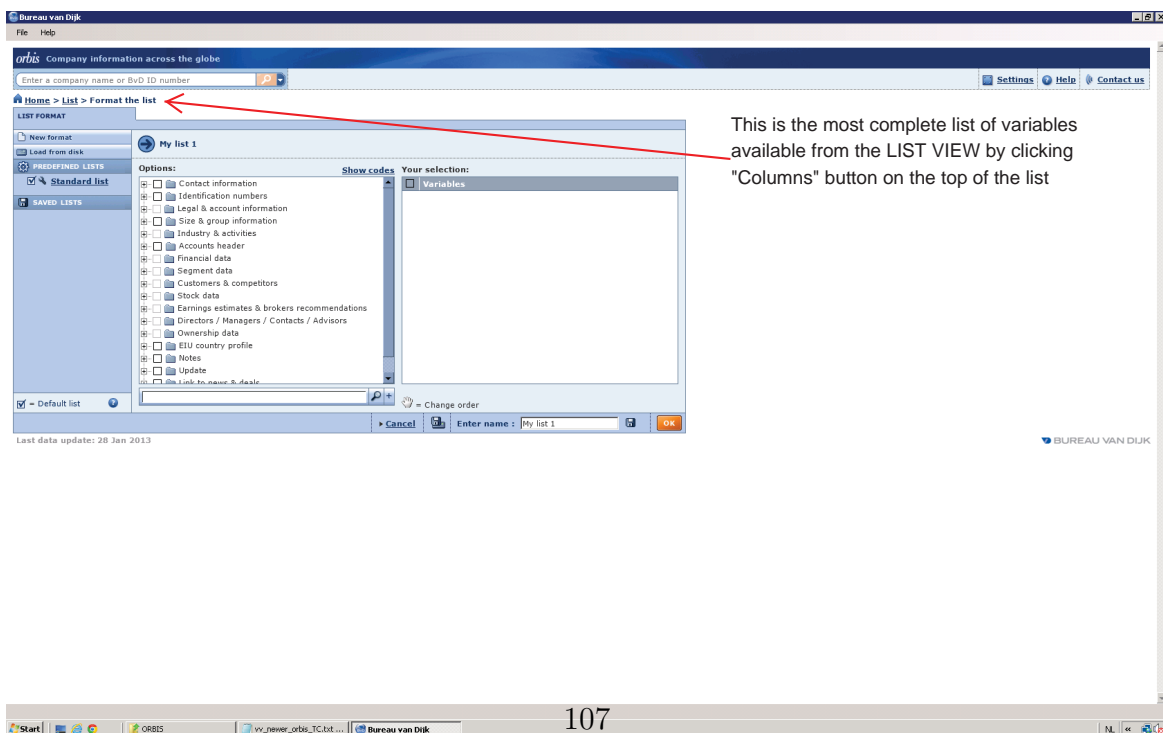 Bureau van Dijk
File Help
orbis Company information across the globe
Enter a company name or BvD ID number
Settings Help Contact us
Home > List > Format the list
LIST FORMAT
New format
Load from disk
PREDEFINED LISTS
Standard list
SAVED LISTS
My list 1
Options: Show codes Your selection:
Variables
Contact information
Identification numbers
Legal & account information
Size & group information
Industry & activities
Accounts header
Financial data
Segment data
Customers & competitors
Stock data
Earnings estimates & brokers recommendations
Directors / Managers / Contacts / Advisors
Ownership data
EIU country profile
Notes
Update
Link to news & deals
This is the most complete list of variables
available from the LIST VIEW by clicking
"Columns" button on the top of the list
= Default list
= Change order
Cancel Enter name : My list 1 OK
Last data update: 28 Jan 2013
BUREAU VAN DIJK
107
Start ORBIS vv_newer_orbis_TC.txt ... Bureau van Dijk NL «